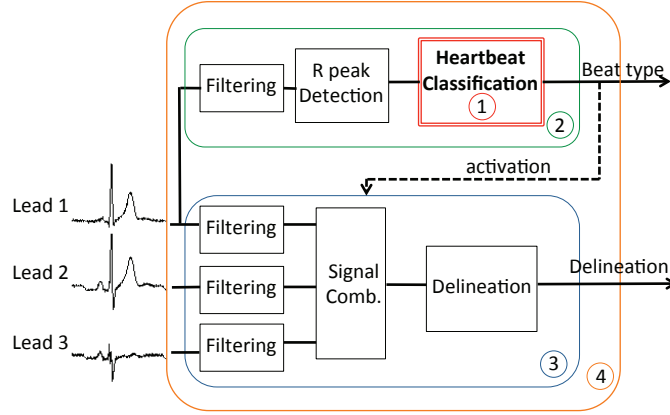 Filtering
R peak
Detection
Heartbeat
Classification
1
Beat type
2
activation
Lead 1
Lead 2
Lead 3
Filtering
Filtering
Filtering
Signal
Comb.
Delineation
Delineation
3
4